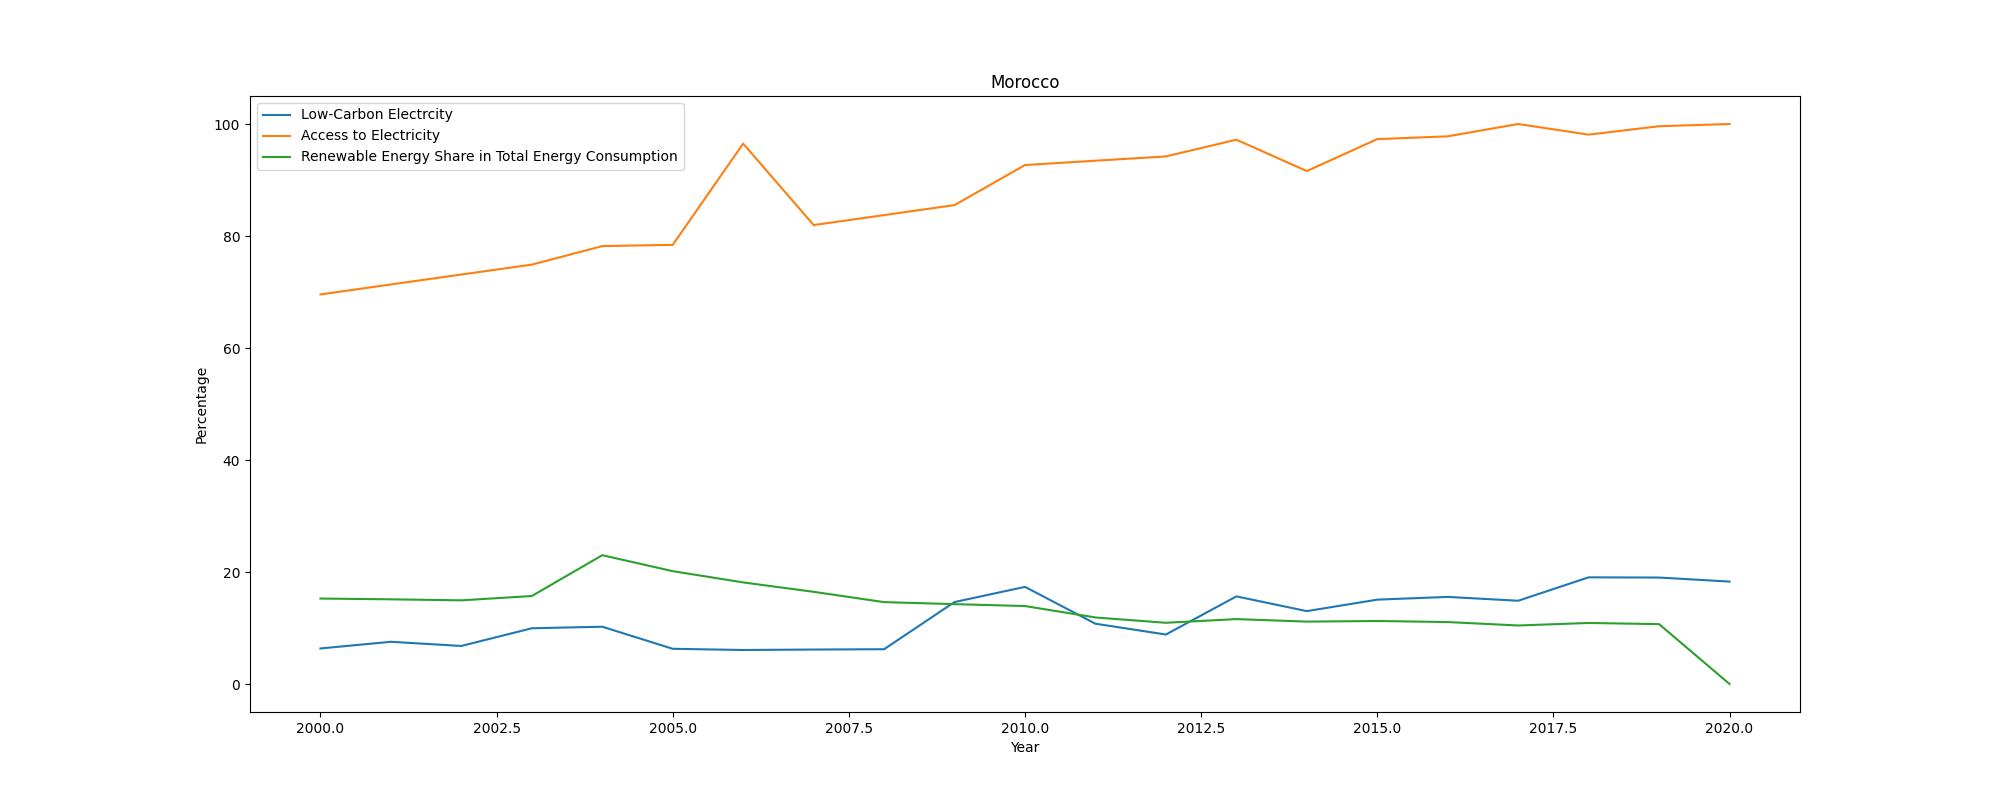 Morocco
Low-Carbon Electrcity
Access to Electricity
Renewable Energy Share in Total Energy Consumption
100
80
60
40
20
0
Percentage
2000.0 2002.5 2005.0 2007.5 2010.0 2012.5 2015.0 2017.5 2020.0
Year